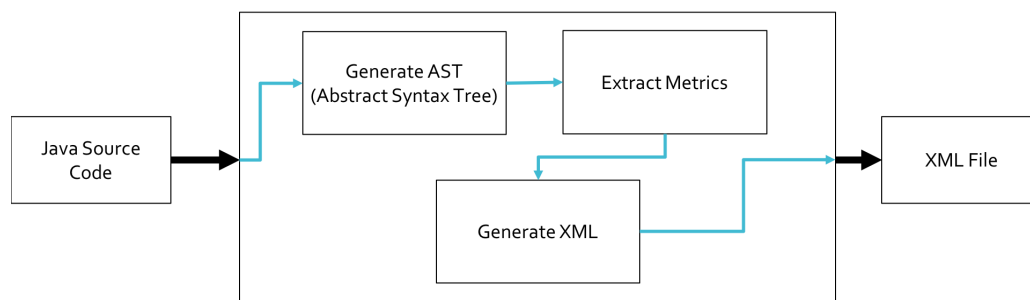 Java Source
Code
Generate AST
(Abstract Syntax Tree)
Extract Metrics
Generate XML
XML File